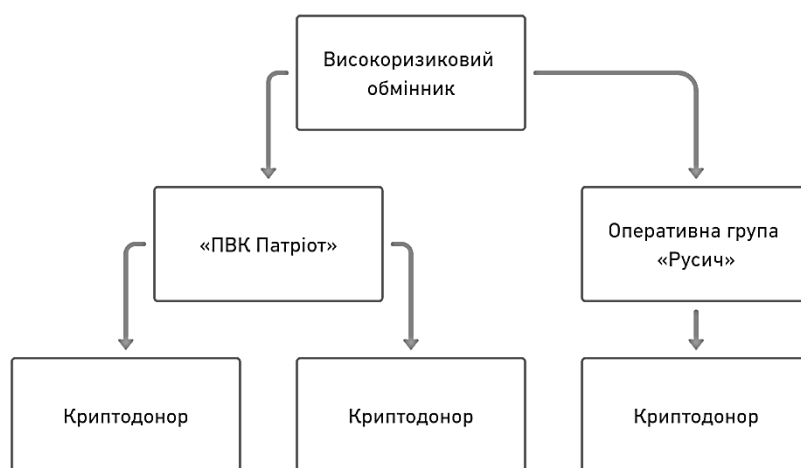 Високоризиковий
обмінник
«ПВК Патріот»
Оперативна група
«Русич»
Криптодонор
Криптодонор
Криптодонор